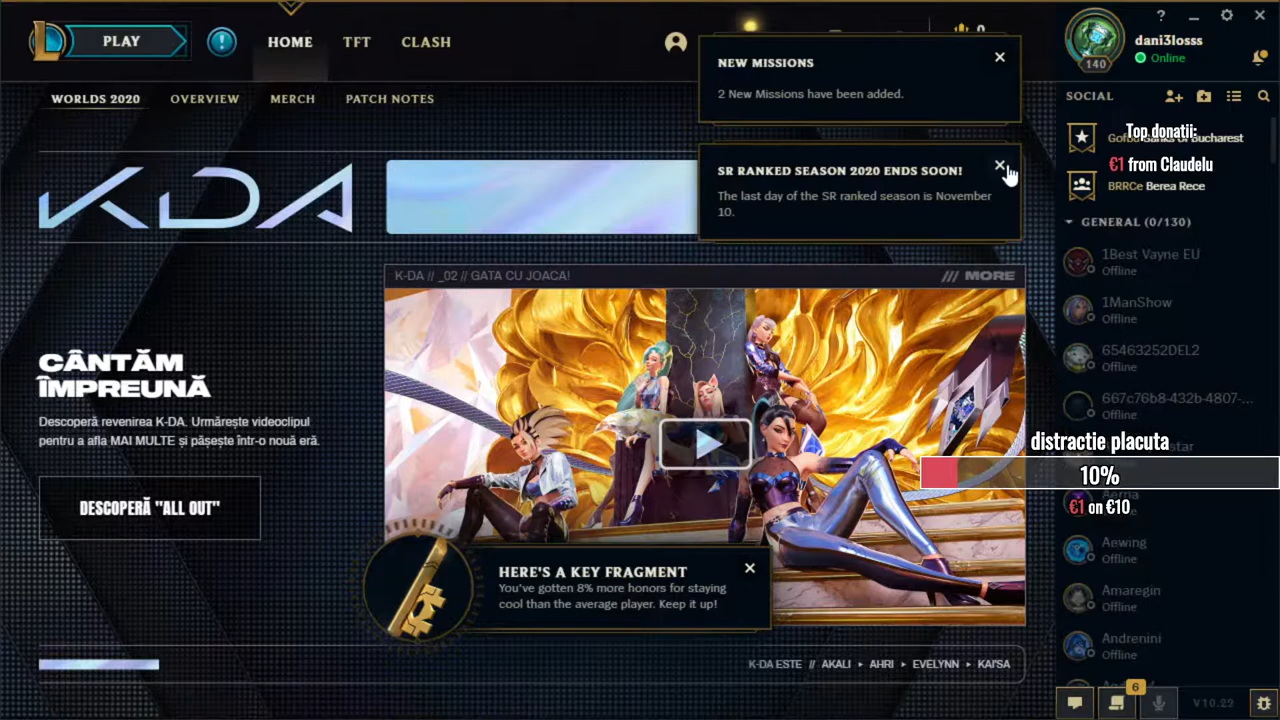 PLAY
HOME
TFT
CLASH
0
WORLDS 2020
OVERVIEW
MERCH
PATCH NOTES
NEW MISSIONS
2 New Missions have been added.
SR RANKED SEASON 2020 ENDS SOON!
The last day of the SR ranked season is November
10.
K/DA
K-DA // _02 // GATA CU JOACA!
/// MORE
CÂNTĂM
ÎMPREUNĂ
Descoperă revenirea K-DA. Urmărește videoclipul
pentru a afla MAI MULTE și pășește într-o nouă eră.
DESCOPERĂ "ALL OUT"
HERE'S A KEY FRAGMENT
You've gotten 8% more honors for staying
cool than the average player. Keep it up!
K-DA ESTE // AKALI ▸ AHRI ▸ EVELYNN ▸ KAI'SA
?
dani3losss
Online
140
SOCIAL
Top donatii:
€1 from Claudelu
BRRCe Berea Rece
GENERAL (0/130)
1Best Vayne EU
Offline
1ManShow
Offline
65463252DEL2
Offline
667c76b8-432b-4807-...
Offline
distractie placuta
10%
€1 on €10
Aewing
Offline
Amaregin
Offline
Andrenini
Offline
6
V10.22